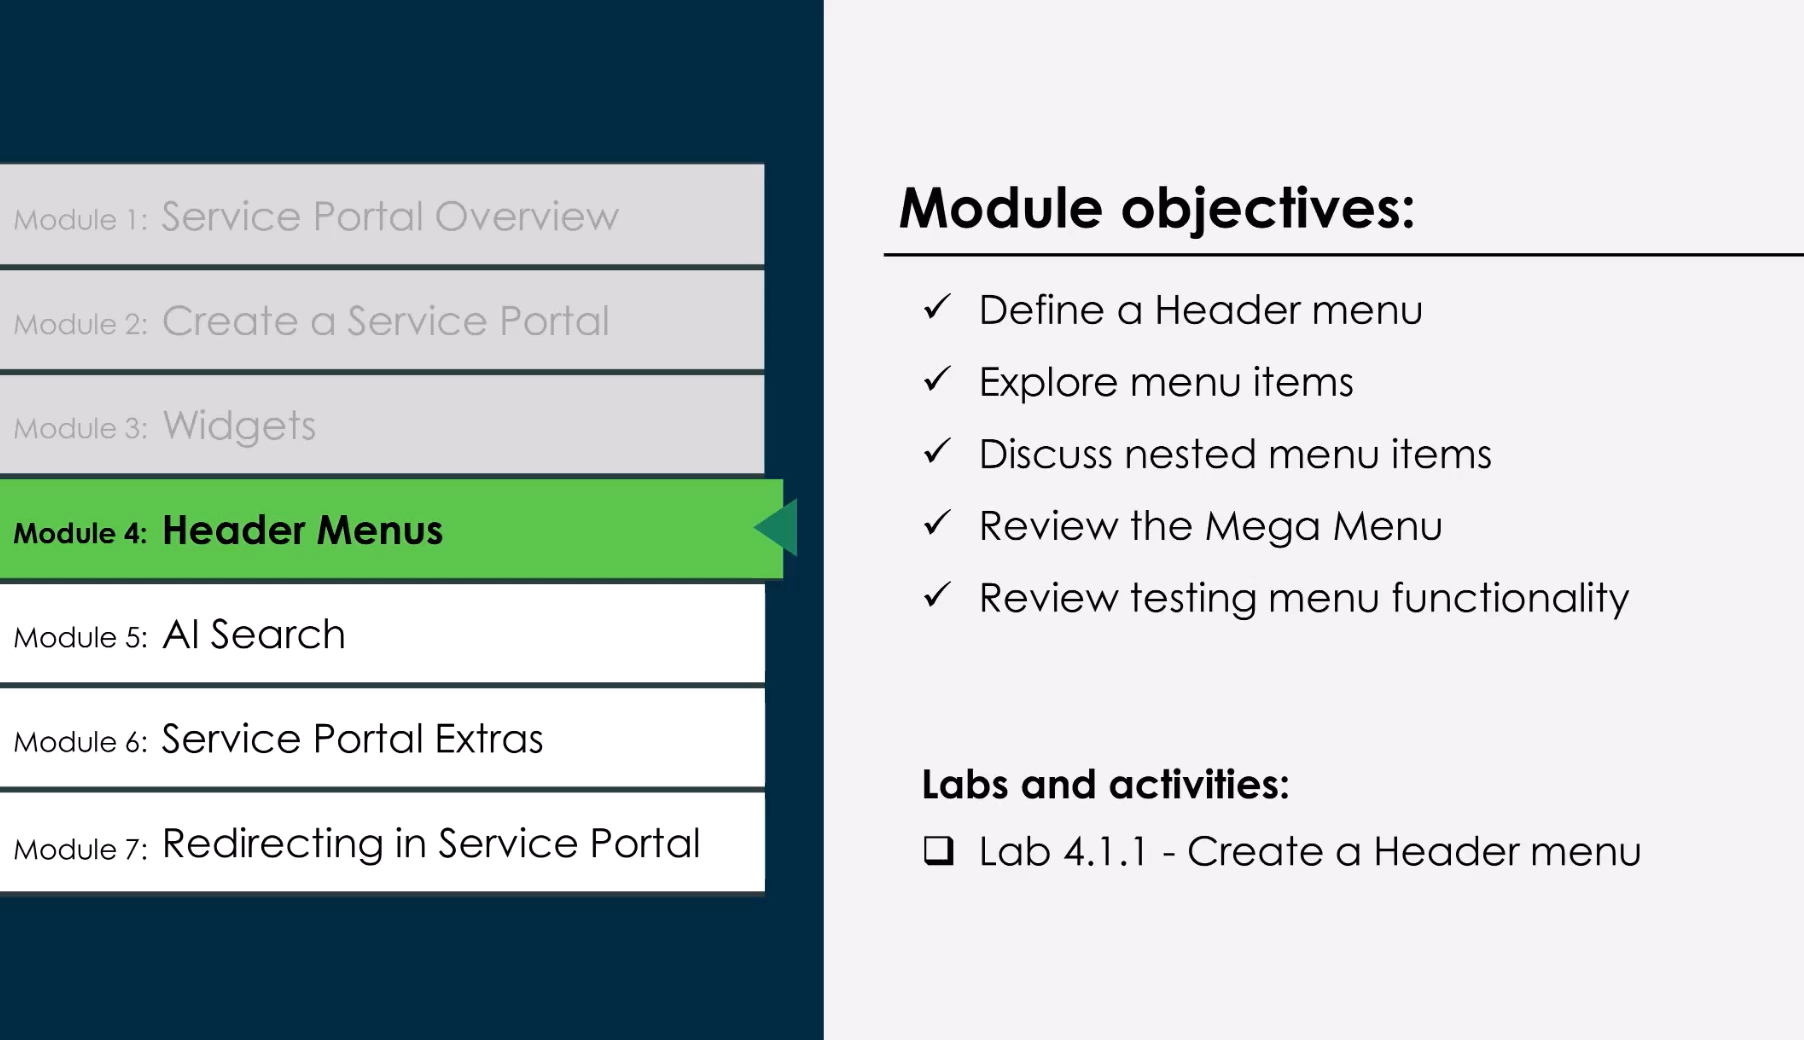 Module 1: Service Portal Overview
Module 2: Create a Service Portal
Module 3: Widgets
Module 4: Header Menus
Module 5: AI Search
Module 6: Service Portal Extras
Module 7: Redirecting in Service Portal
Module objectives:
✓ Define a Header menu
✓ Explore menu items
✓ Discuss nested menu items
✓ Review the Mega Menu
✓ Review testing menu functionality
Labs and activities:
❑ Lab 4.1.1 - Create a Header menu